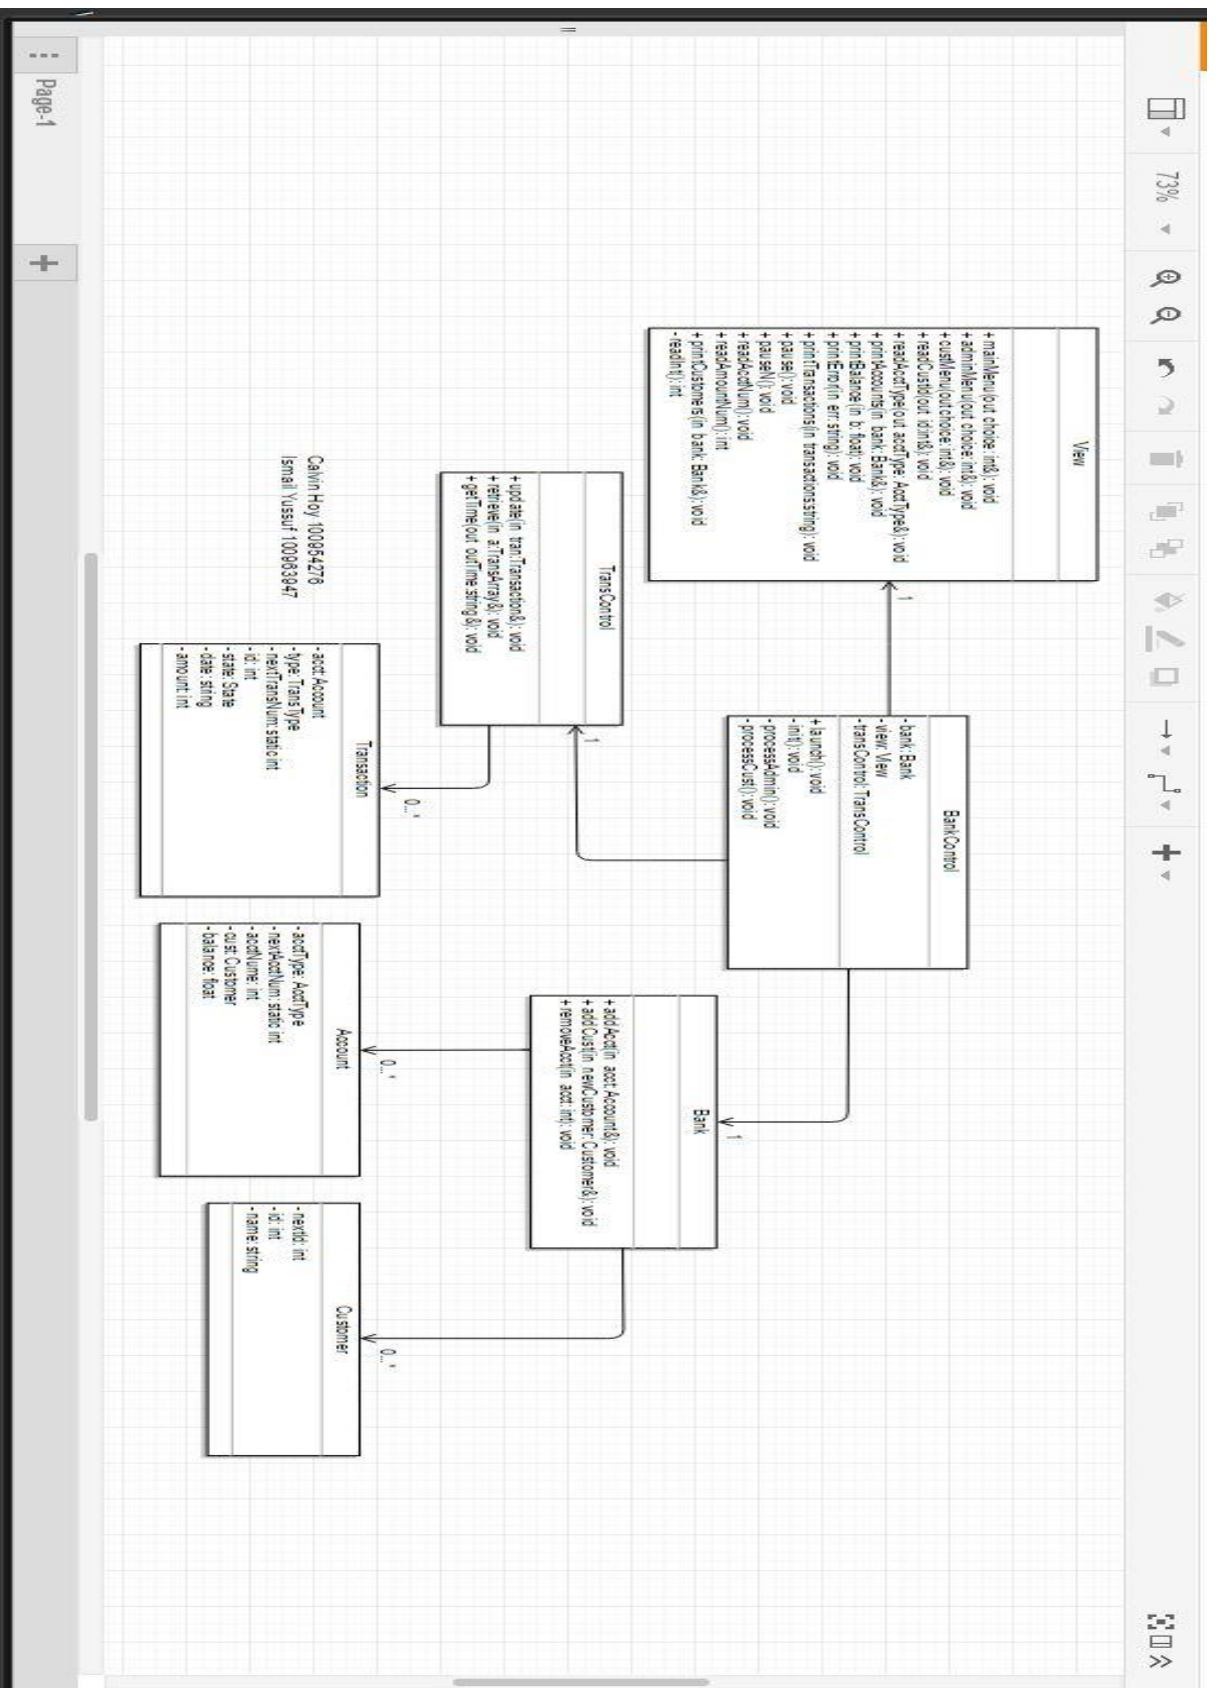 73%
View
+ mainMenu(out choice: int&): void
+ adminMenu(out choice: int&): void
+ custMenu(out choice: int&): void
+ readCustId(out id:int&): void
+ readAcctType(out acctType: AcctType&): void
+ printAccounts(in bank: Bank&): void
+ printBalance(in b: float): void
+ printError(in err: string): void
+ printTransactions(in transactions:string): void
+ pause(): void
+ pauseN(): void
+ readAcctNum(): void
+ readAmountNum(): int
+ printCustomers(in bank: Bank&): void
- readInt(): int
1
BankControl
- bank: Bank
- view: View
- transControl: TransControl
+ launch(): void
- init(): void
- processAdmin(): void
- processCust(): void
1
1
TransControl
+ update(in tran:Transaction&): void
+ retrieve(in a:TransArray&): void
+ getTime(out outTime:string&): void
Bank
+ addAcct(in acct: Account&): void
+ addCust(in newCustomer: Customer&): void
+ removeAcct(in acct: int): void
0...*
0...*
0...*
Transaction
- acct: Account
- type: TransType
- nextTransNum: static int
- id: int
- state: State
- date: string
- amount: int
Account
- acctType: AcctType
- nextAcctNum: static int
- acctNume: int
- cust: Customer
- balance: float
Customer
- nextId: int
- id: int
- name: string
Calvin Hoy 100954276
Ismail Yussuf 100963947
Page-1